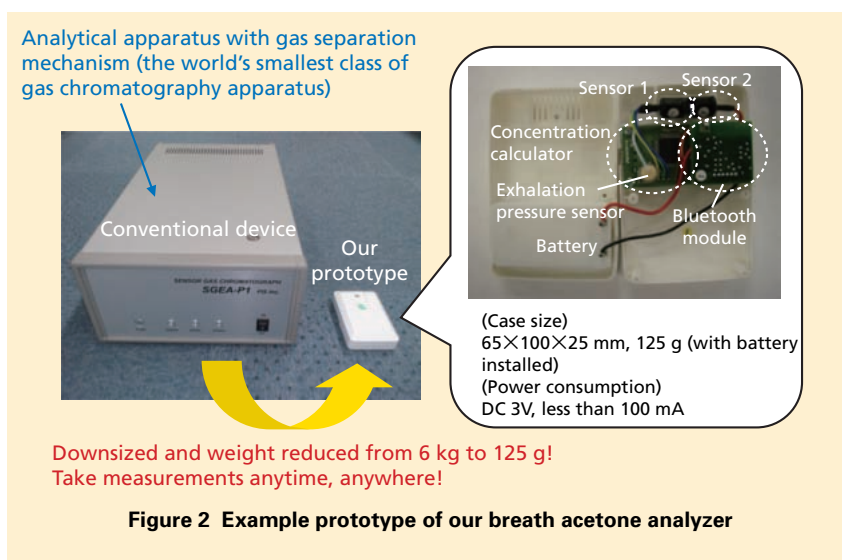 Analytical apparatus with gas separation
mechanism (the world's smallest class of
gas chromatography apparatus)
Conventional device
Our
prototype
SENSOR GAS CHROMATOGRAPH
SGEA-P1 FIS Inc.
Sensor 1
Sensor 2
Concentration
calculator
Exhalation
pressure sensor
Bluetooth
module
Battery
(Case size)
65×100×25 mm, 125 g (with battery
installed)
(Power consumption)
DC 3V, less than 100 mA
Downsized and weight reduced from 6 kg to 125 g!
Take measurements anytime, anywhere!
Figure 2 Example prototype of our breath acetone analyzer